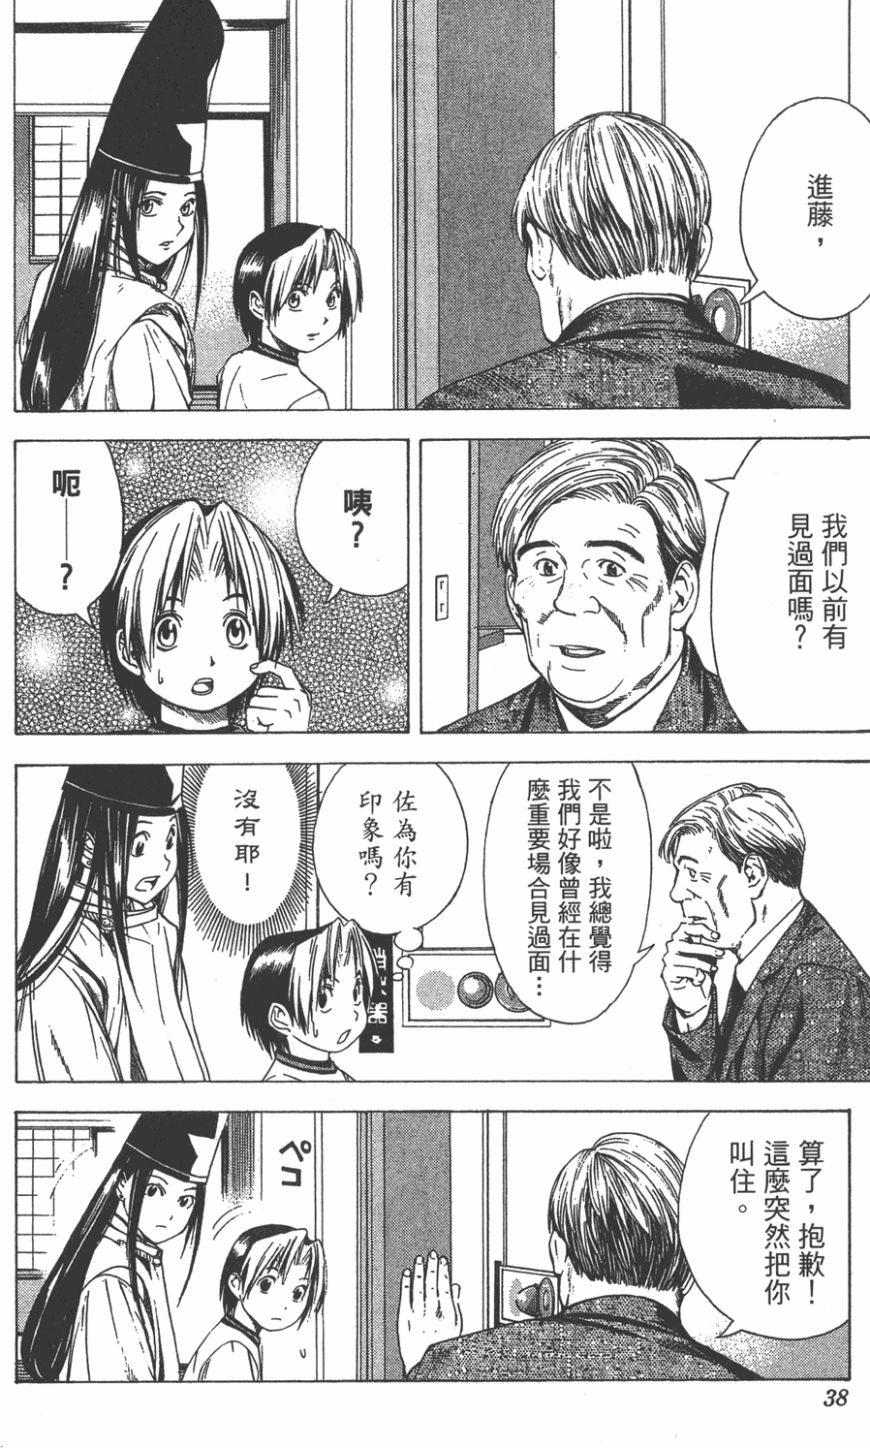 進藤，
我們以前有
見過面嗎？
咦？
呃──？
不是啦，我總覺得
我們好像曾經在什
麼重要場合見過面…
佐為你有
印象嗎？
沒有耶！
算了，抱歉！
這麼突然把你
叫住。
ペコ
38